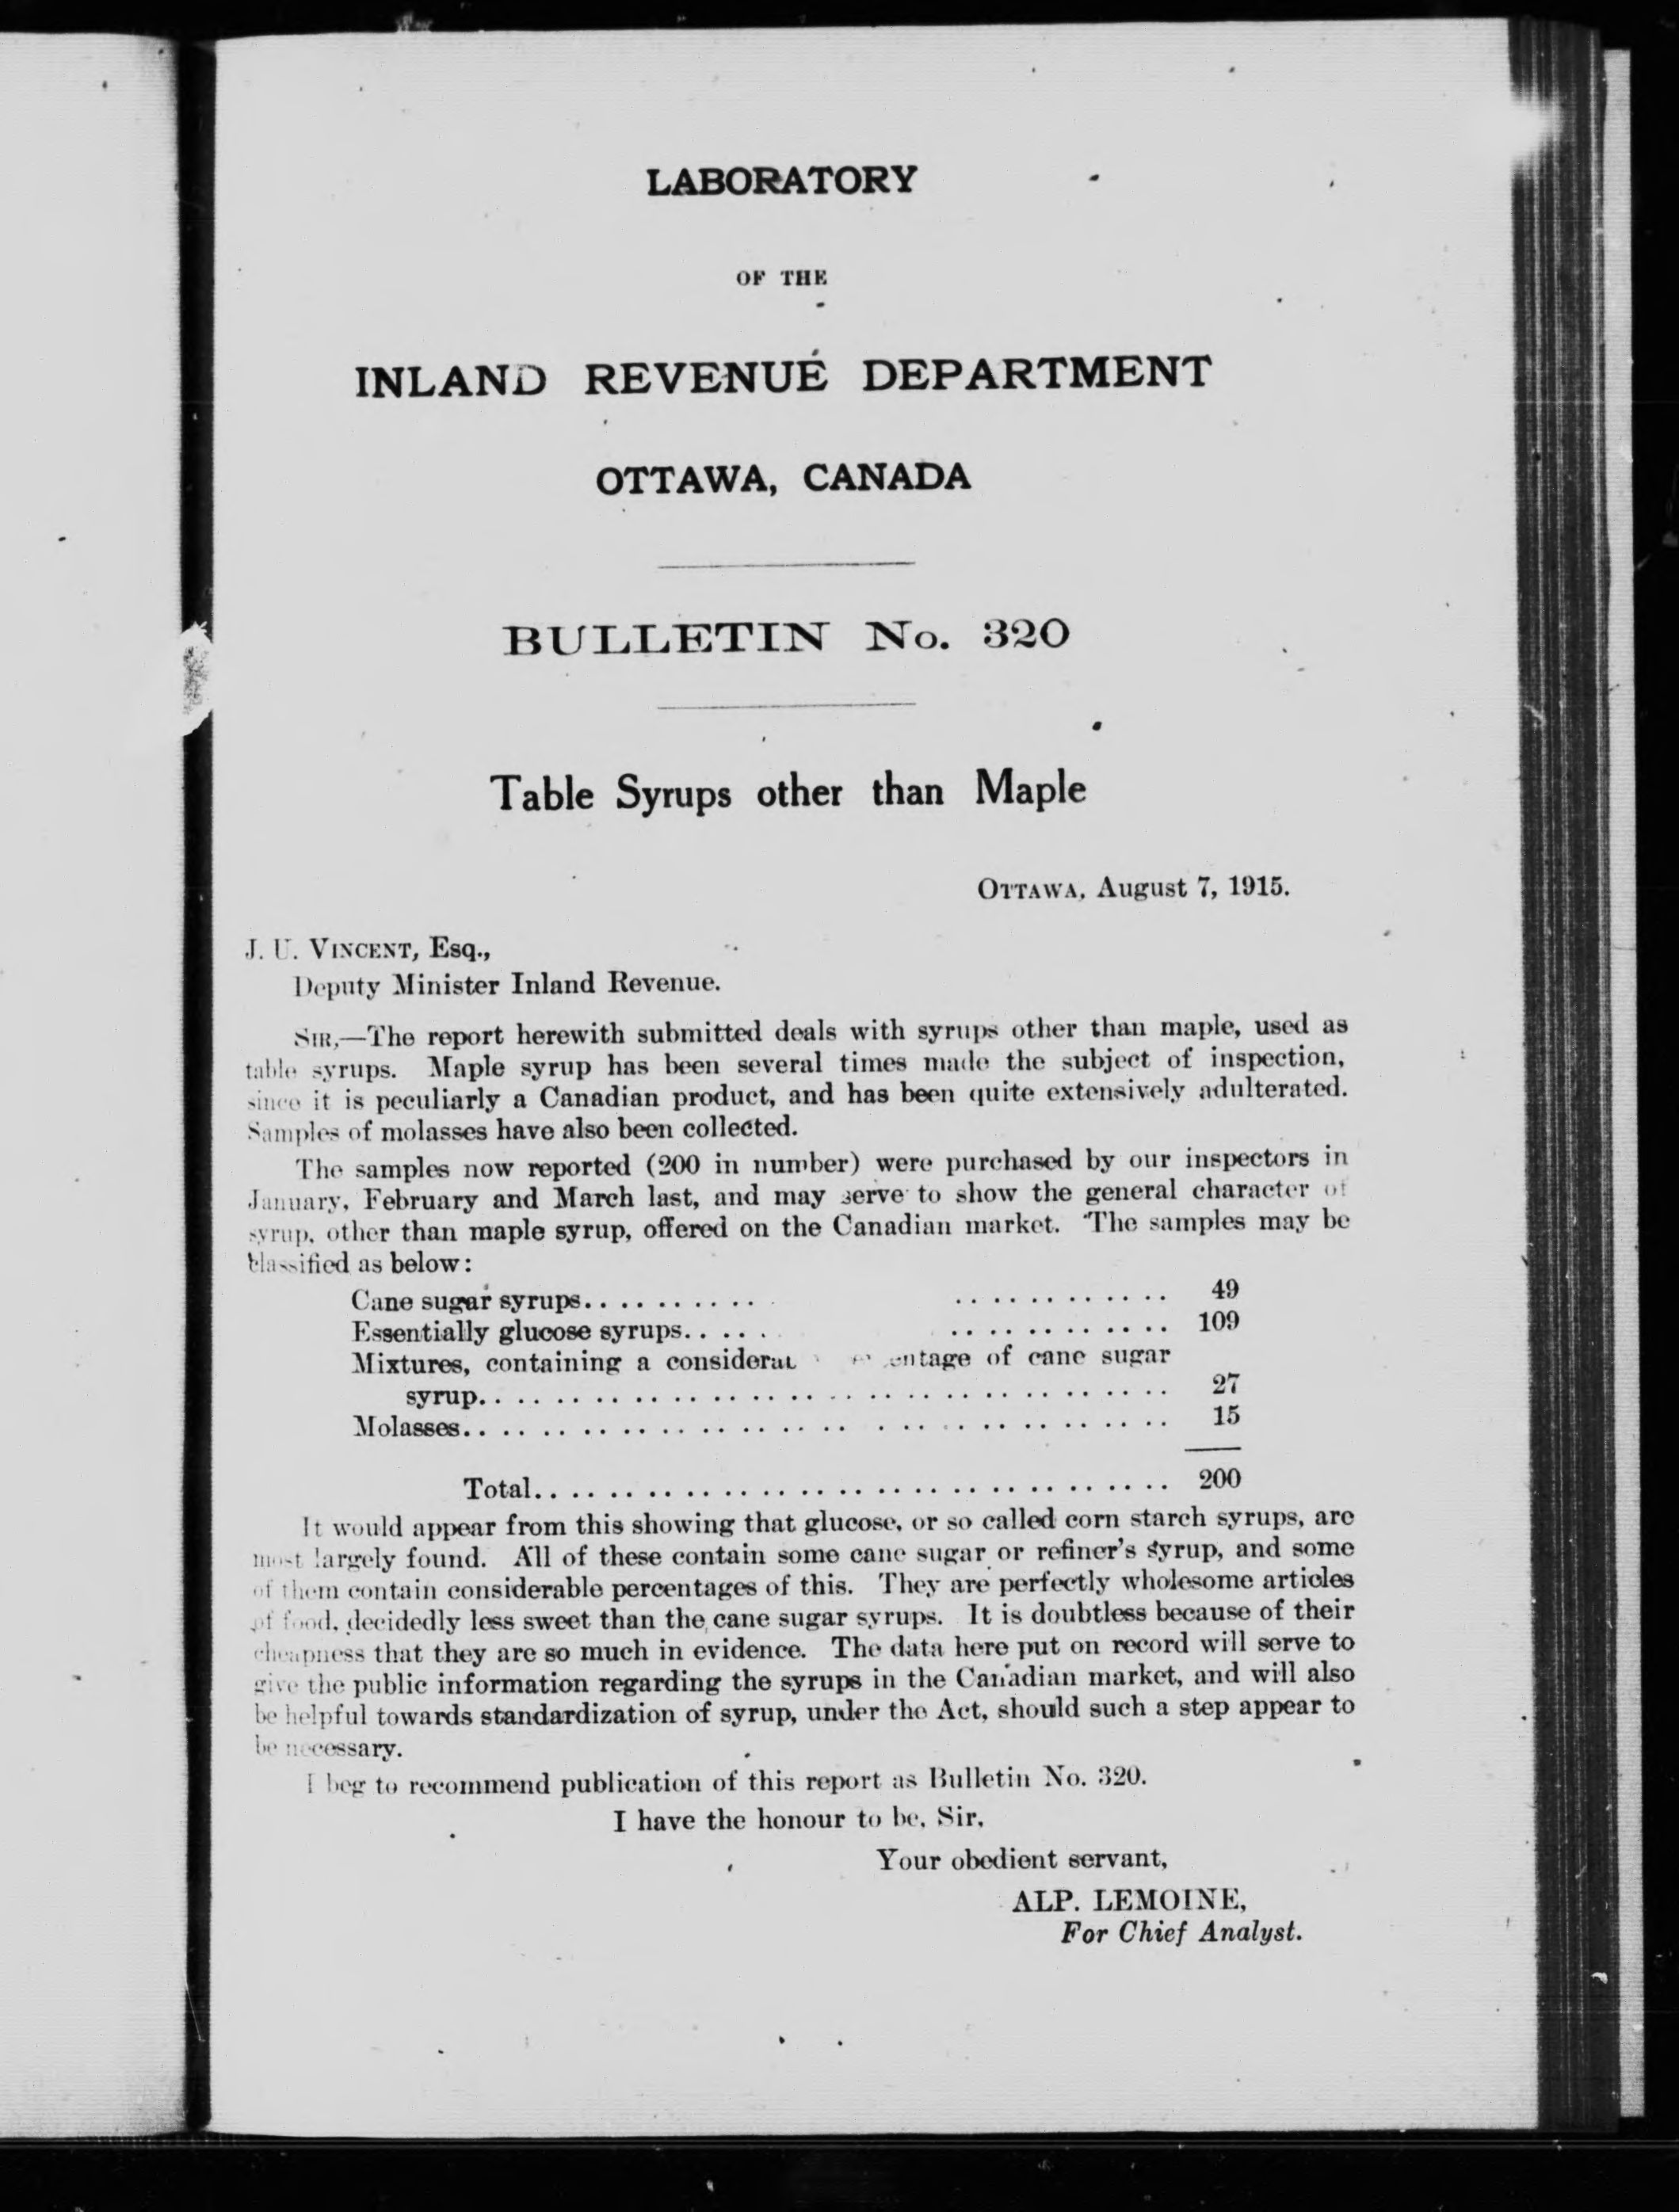 LABORATORY
OF THE
INLAND REVENUE DEPARTMENT
OTTAWA, CANADA
BULLETIN No. 320
Table Syrups other than Maple
OTTAWA, August 7, 1915.
J. U. VINCENT, Esq.,
Deputy Minister Inland Revenue.
SIR,—The report herewith submitted deals with syrups other than maple, used as
table syrups. Maple syrup has been several times made the subject of inspection,
since it is peculiarly a Canadian product, and has been quite extensively adulterated.
Samples of molasses have also been collected.
The samples now reported (200 in number) were purchased by our inspectors in
January, February and March last, and may serve to show the general character of
syrup, other than maple syrup, offered on the Canadian market. The samples may be
classified as below:
Cane sugar syrups.......... ............ 49
Essentially glucose syrups..... ............ 109
Mixtures, containing a of cane sugar
syrup..................................... 27
Molasses..................................... 15
Total.................................. 200
It would appear from this showing that glucose, or so called corn starch syrups, are
most largely found. All of these contain some cane sugar or refiner's syrup, and some
of them contain considerable percentages of this. They are perfectly wholesome articles
of food, decidedly less sweet than the cane sugar syrups. It is doubtless because of their
cheapness that they are so much in evidence. The data here put on record will serve to
give the public information regarding the syrups in the Canadian market, and will also
be helpful towards standardization of syrup, under the Act, should such a step appear to
be necessary.
I beg to recommend publication of this report as Bulletin No. 320.
I have the honour to be, Sir,
Your obedient servant,
ALP. LEMOINE,
For Chief Analyst.